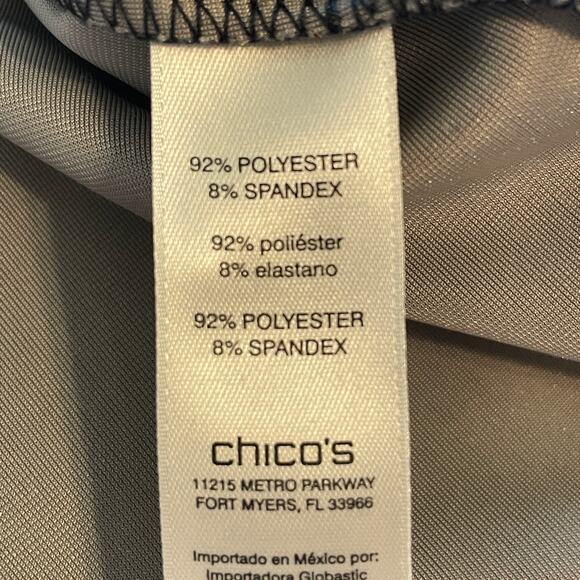 92% POLYESTER
8% SPANDEX
92% poliéster
8% elastano
92% POLYESTER
8% SPANDEX
chico's
11215 METRO PARKWAY
FORT MYERS, FL 33966
Importado en México por:
Importadora Globastic